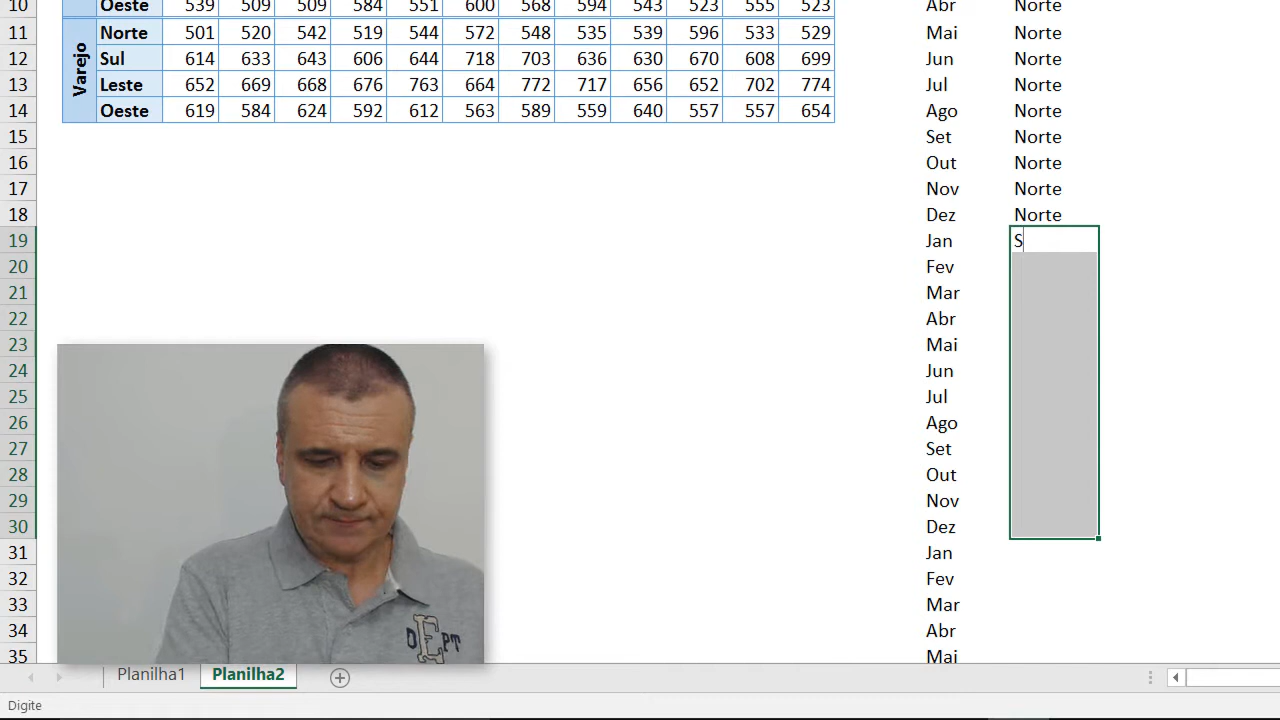 10 Oeste 539 509 509 584 551 600 568 594 543 523 555 523 Abr Norte
11 Varejo Norte 501 520 542 519 544 572 548 535 539 596 533 529 Mai Norte
12 Sul 614 633 643 606 644 718 703 636 630 670 608 699 Jun Norte
13 Leste 652 669 668 676 763 664 772 717 656 652 702 774 Jul Norte
14 Oeste 619 584 624 592 612 563 589 559 640 557 557 654 Ago Norte
15 Set Norte
16 Out Norte
17 Nov Norte
18 Dez Norte
19 Jan S
20 Fev
21 Mar
22 Abr
23 Mai
24 Jun
25 Jul
26 Ago
27 Set
28 Out
29 Nov
30 Dez
31 Jan
32 Fev
33 Mar
34 Abr
35 Mai
DEPT
Planilha1 Planilha2
Digite